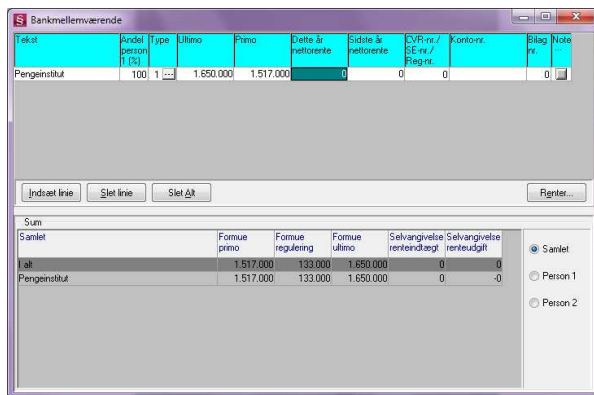 S Bankmellemværende
Tekst Andel person 1 (%) Type Ultimo Primo Dette år nettorente Sidste år nettorente CVR-nr./ SE-nr./ Reg-nr. Konto-nr. Bilag nr. Note ...
Pengeinstitut 100 1 ... 1.650.000 1.517.000 0 0 0 0
Indsæt linie Slet linie Slet Alt Renter...
Sum
Samlet Formue primo Formue regulering Formue ultimo Selvangivelse renteindtægt Selvangivelse renteudgift
I alt 1.517.000 133.000 1.650.000 0 0
Pengeinstitut 1.517.000 133.000 1.650.000 0 -0
Samlet
Person 1
Person 2